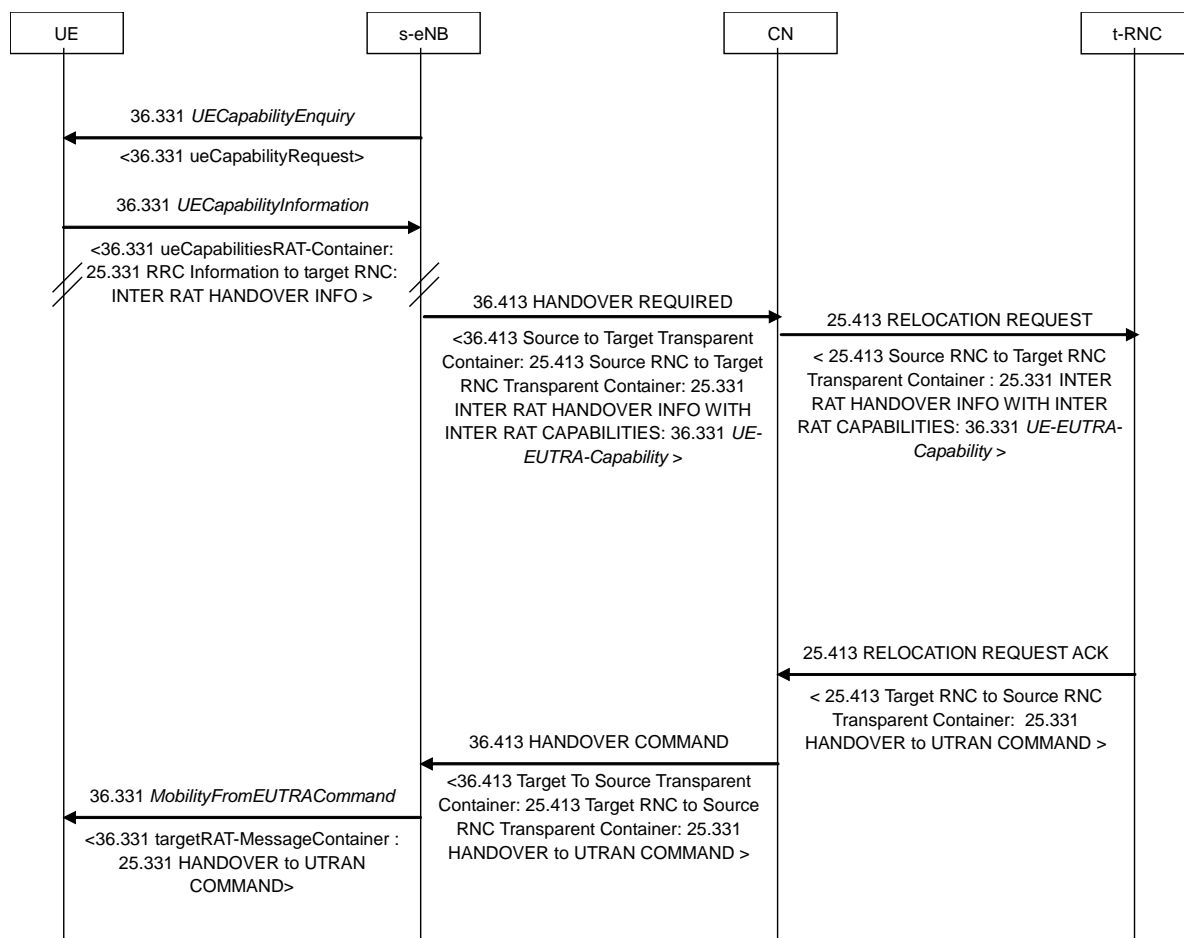 UE
s-eNB
CN
t-RNC
36.331 UECapabilityEnquiry
<36.331 ueCapabilityRequest>
36.331 UECapabilityInformation
<36.331 ueCapabilitiesRAT-Container:
25.331 RRC Information to target RNC:
INTER RAT HANDOVER INFO >
36.413 HANDOVER REQUIRED
<36.413 Source to Target Transparent
Container: 25.413 Source RNC to Target
RNC Transparent Container: 25.331
INTER RAT HANDOVER INFO WITH
INTER RAT CAPABILITIES: 36.331 UE-
EUTRA-Capability >
25.413 RELOCATION REQUEST
< 25.413 Source RNC to Target RNC
Transparent Container : 25.331 INTER
RAT HANDOVER INFO WITH INTER
RAT CAPABILITIES: 36.331 UE-EUTRA-
Capability >
25.413 RELOCATION REQUEST ACK
< 25.413 Target RNC to Source RNC
Transparent Container: 25.331
HANDOVER to UTRAN COMMAND >
36.413 HANDOVER COMMAND
<36.413 Target To Source Transparent
Container: 25.413 Target RNC to Source
RNC Transparent Container: 25.331
HANDOVER to UTRAN COMMAND >
36.331 MobilityFromEUTRACommand
<36.331 targetRAT-MessageContainer :
25.331 HANDOVER to UTRAN
COMMAND>